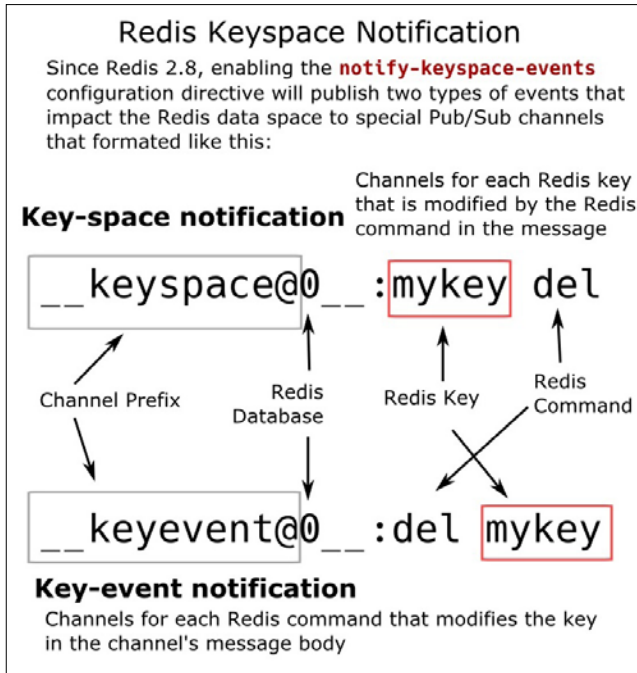 Redis Keyspace Notification
Since Redis 2.8, enabling the notify-keyspace-events
configuration directive will publish two types of events that
impact the Redis data space to special Pub/Sub channels
that formated like this:
Channels for each Redis key
that is modified by the Redis
command in the message
Key-space notification
__keyspace@0__:mykey del
Channel Prefix
Redis
Database
Redis Key
Redis
Command
__keyevent@0__:del mykey
Key-event notification
Channels for each Redis command that modifies the key
in the channel's message body